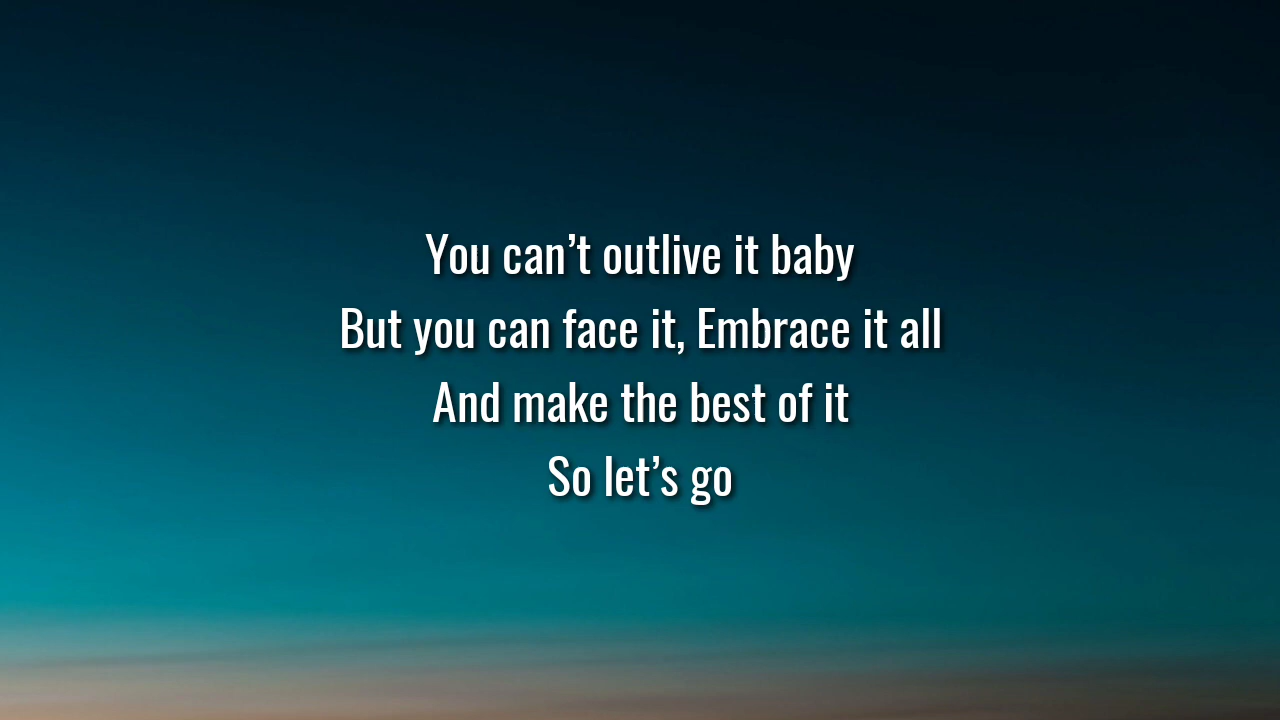 You can’t outlive it baby
But you can face it, Embrace it all
And make the best of it
So let’s go